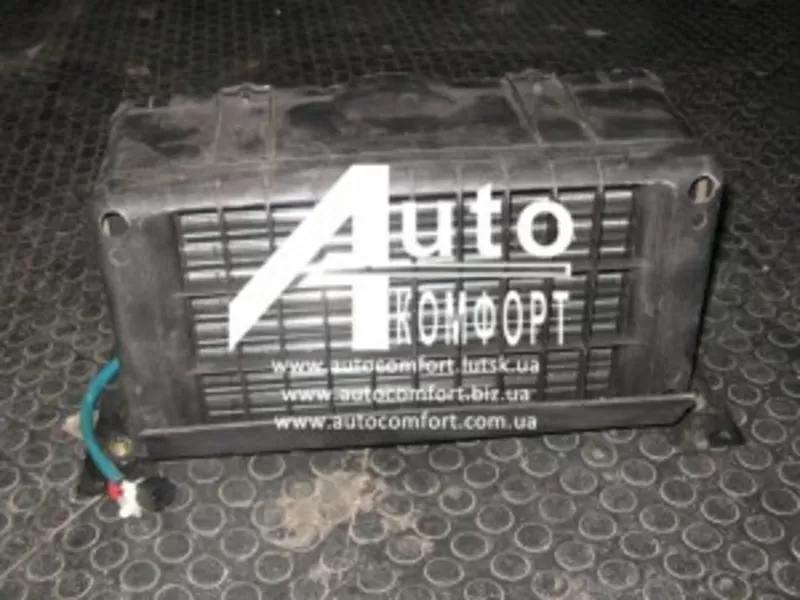 Auto
КОМФОРТ
www.autocomfort.lutsk.ua
www.autocomfort.biz.ua
www.autocomfort.com.ua